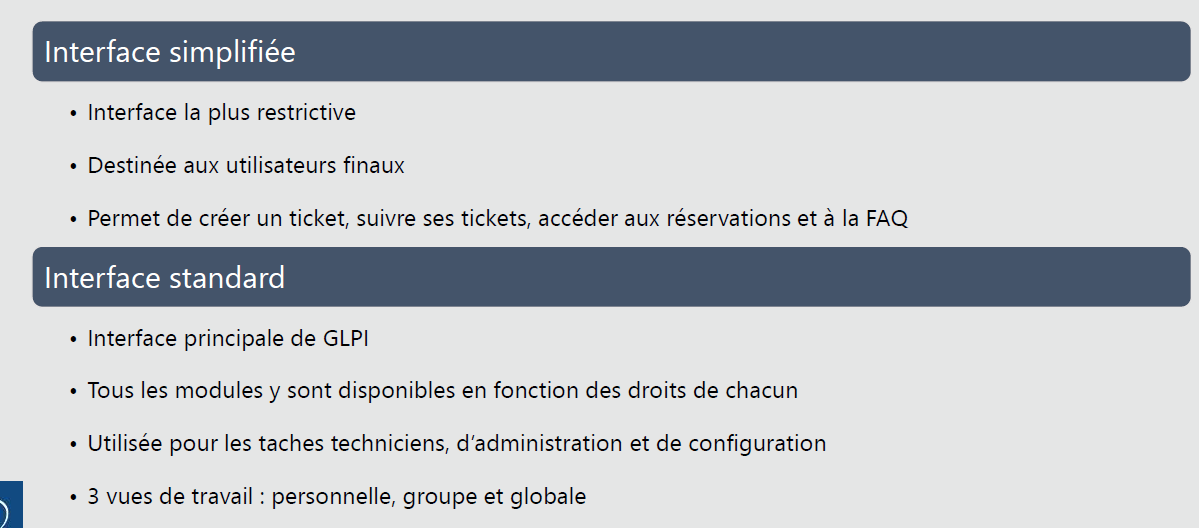 Interface simplifiée
• Interface la plus restrictive
• Destinée aux utilisateurs finaux
• Permet de créer un ticket, suivre ses tickets, accéder aux réservations et à la FAQ
Interface standard
• Interface principale de GLPI
• Tous les modules y sont disponibles en fonction des droits de chacun
• Utilisée pour les taches techniciens, d’administration et de configuration
• 3 vues de travail : personnelle, groupe et globale